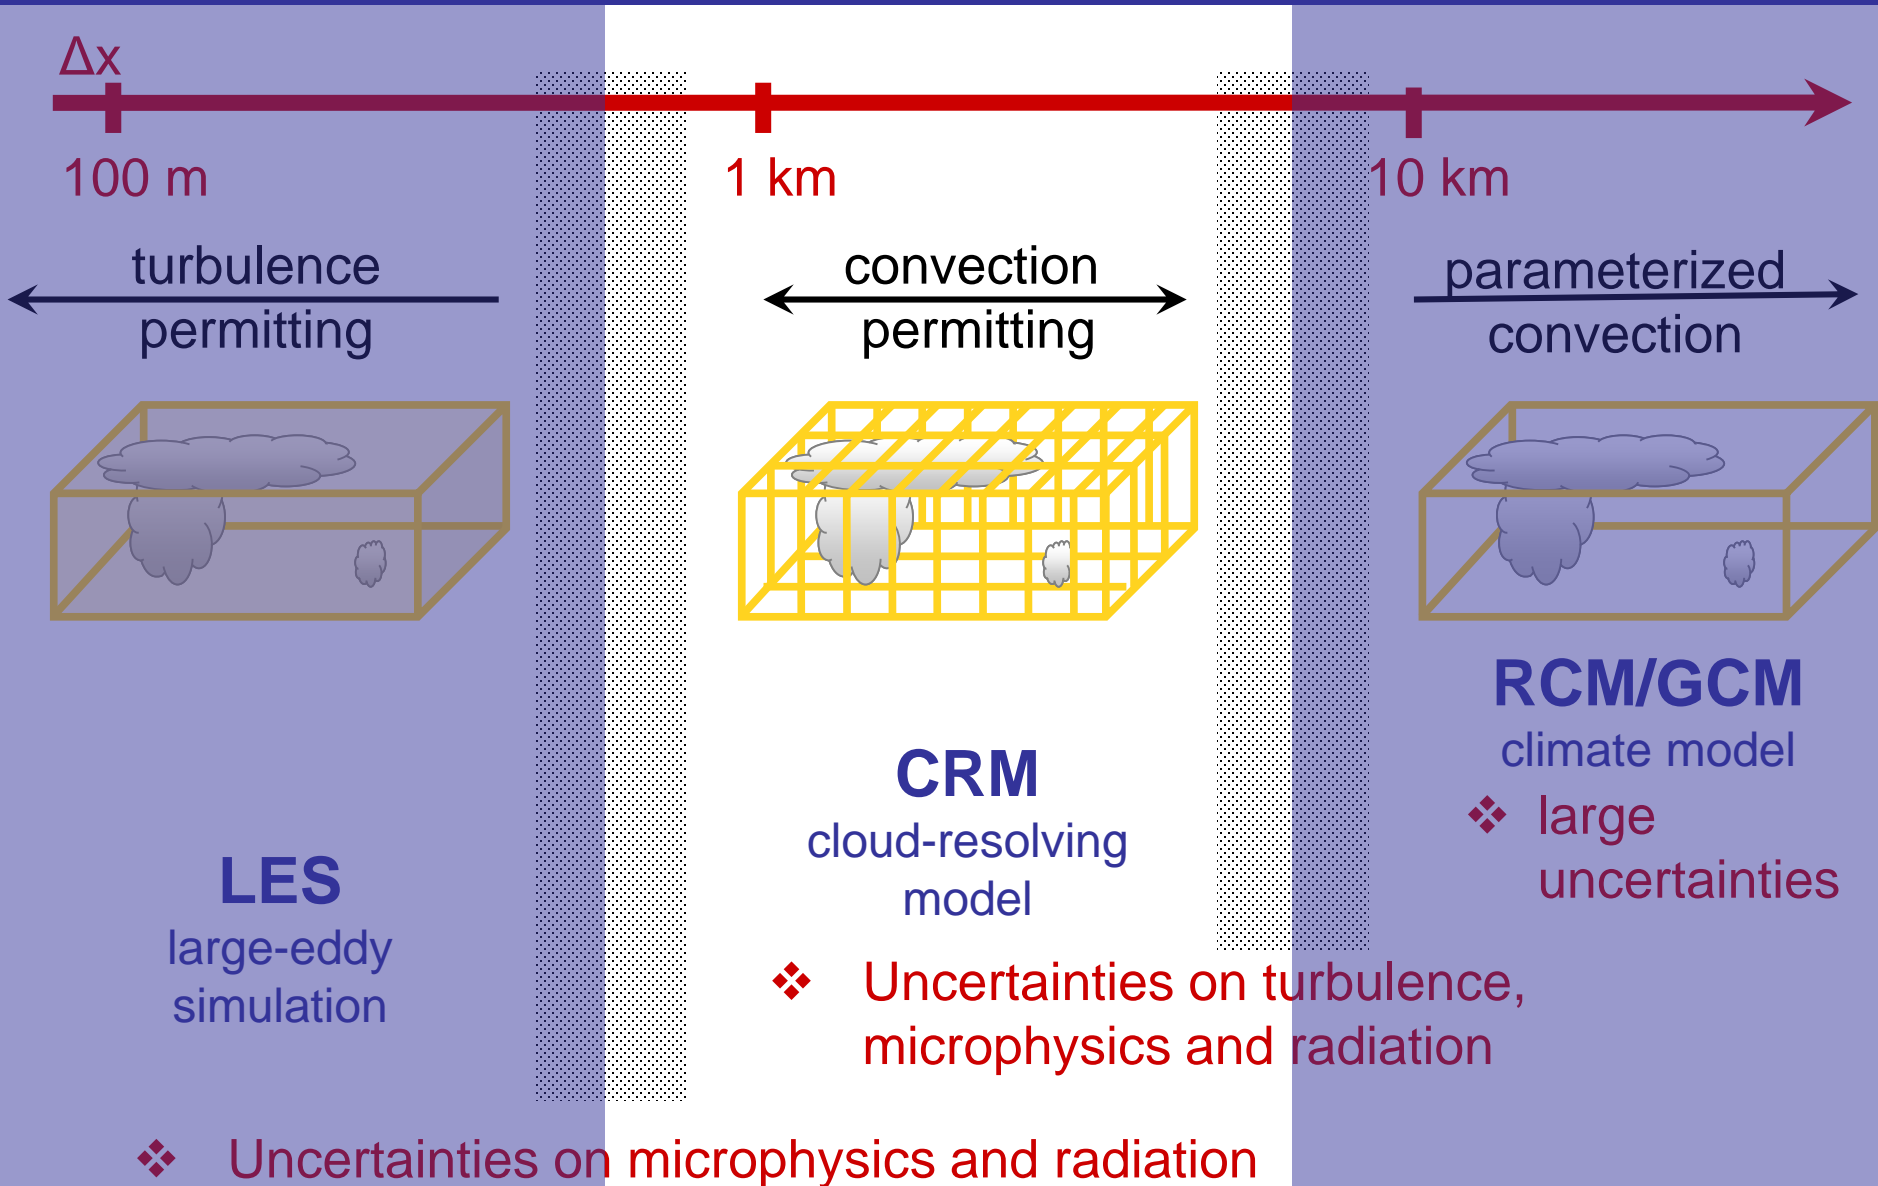 Δx
100 m
1 km
10 km
turbulence
permitting
convection
permitting
parameterized
convection
LES
large-eddy
simulation
CRM
cloud-resolving
model
RCM/GCM
climate model
❖ large
uncertainties
❖ Uncertainties on turbulence,
microphysics and radiation
❖ Uncertainties on microphysics and radiation